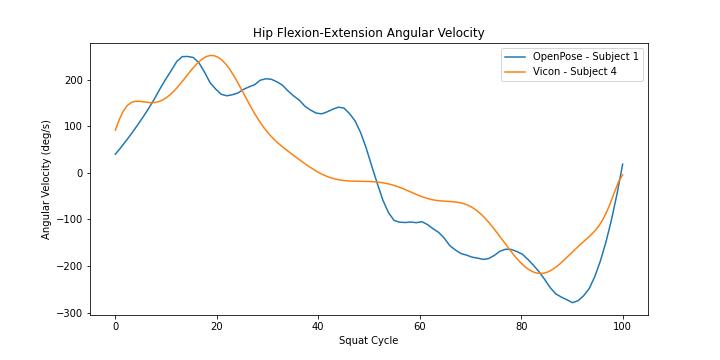 Hip Flexion-Extension Angular Velocity
OpenPose - Subject 1
Vicon - Subject 4
Angular Velocity (deg/s)
200
100
0
−100
−200
−300
0 20 40 60 80 100
Squat Cycle